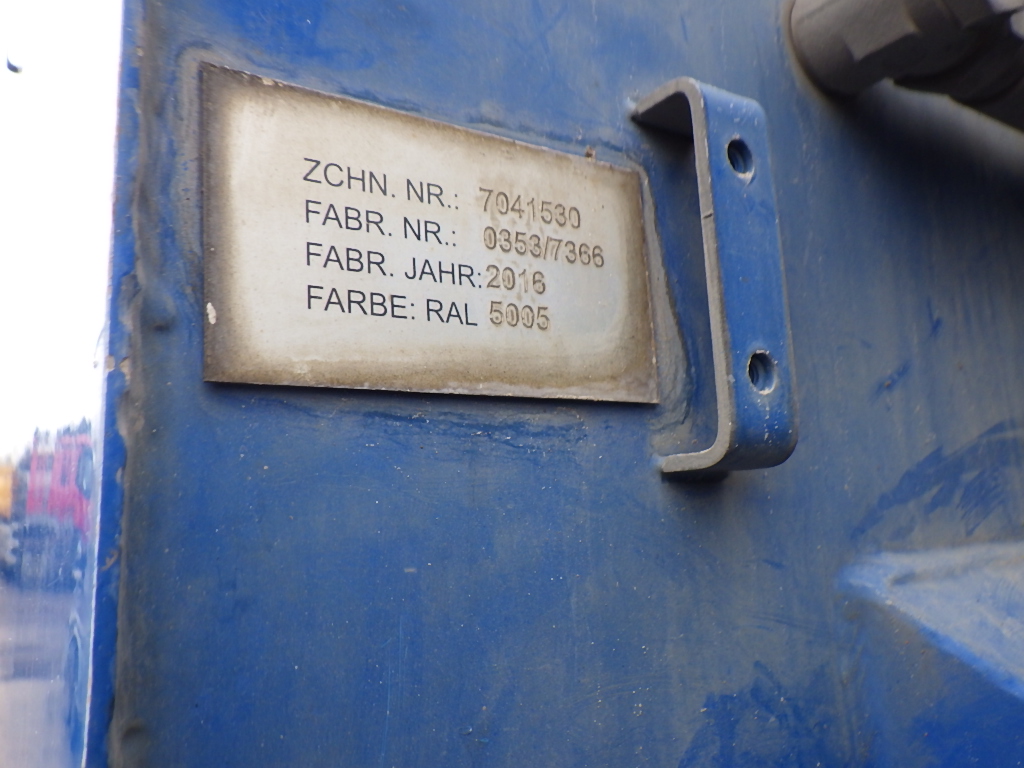 ZCHN. NR.: 7041530
FABR. NR.: 0353/7366
FABR. JAHR: 2016
FARBE: RAL 5005